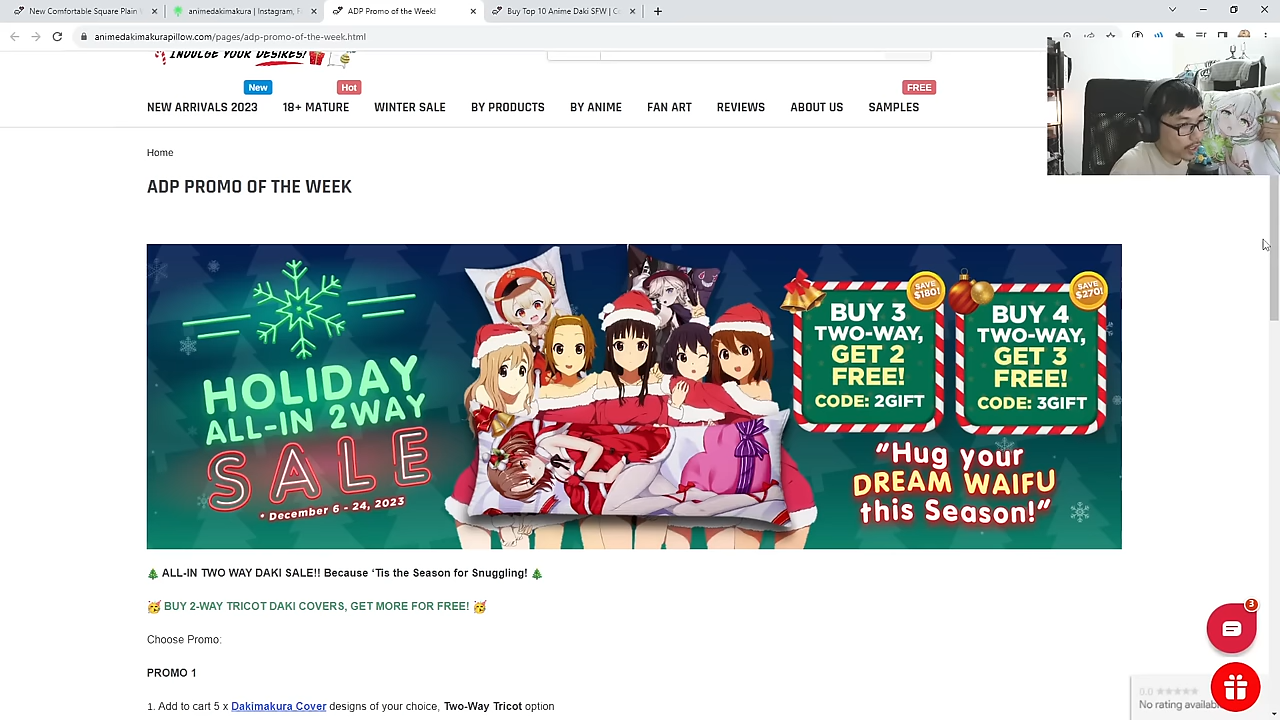 New Comfortable Square Plain
animedakimakura | Instagram, F
ADP Promo of the Week!
Buy Top 10 Anime Daki SFW | C
animedakimakurapillow.com/pages/adp-promo-of-the-week.html
INDULGE YOUR DESIRES!
New
Hot
FREE
NEW ARRIVALS 2023
18+ MATURE
WINTER SALE
BY PRODUCTS
BY ANIME
FAN ART
REVIEWS
ABOUT US
SAMPLES
Home
ADP PROMO OF THE WEEK
HOLIDAY
ALL-IN 2WAY
SALE
* December 6 - 24, 2023
SAVE
$180!
BUY 3
TWO-WAY,
GET 2
FREE!
CODE: 2GIFT
SAVE
$270!
BUY 4
TWO-WAY,
GET 3
FREE!
CODE: 3GIFT
"Hug your
DREAM WAIFU
this Season!"
ALL-IN TWO WAY DAKI SALE!! Because ‘Tis the Season for Snuggling!
BUY 2-WAY TRICOT DAKI COVERS, GET MORE FOR FREE!
Choose Promo:
PROMO 1
1. Add to cart 5 x Dakimakura Cover designs of your choice, Two-Way Tricot option
3
0.0
No rating availab